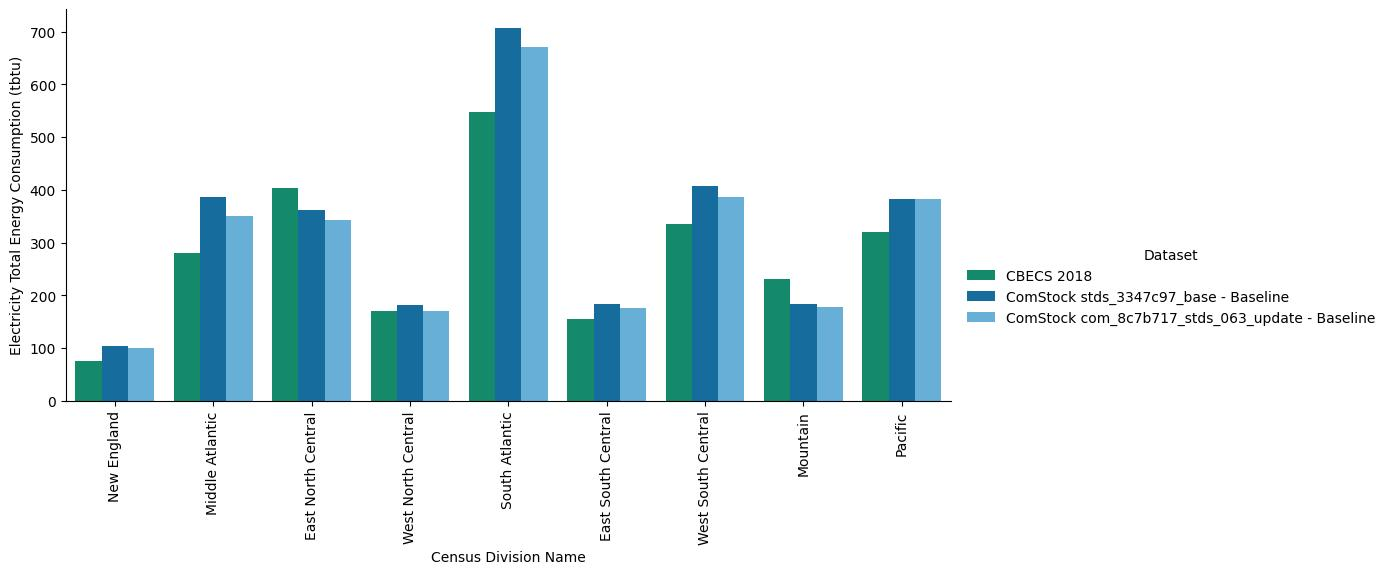 Electricity Total Energy Consumption (tbtu)
700
600
500
400
300
200
100
0
New England
Middle Atlantic
East North Central
West North Central
South Atlantic
East South Central
West South Central
Mountain
Pacific
Census Division Name
Dataset
CBECS 2018
ComStock stds_3347c97_base - Baseline
ComStock com_8c7b717_stds_063_update - Baseline